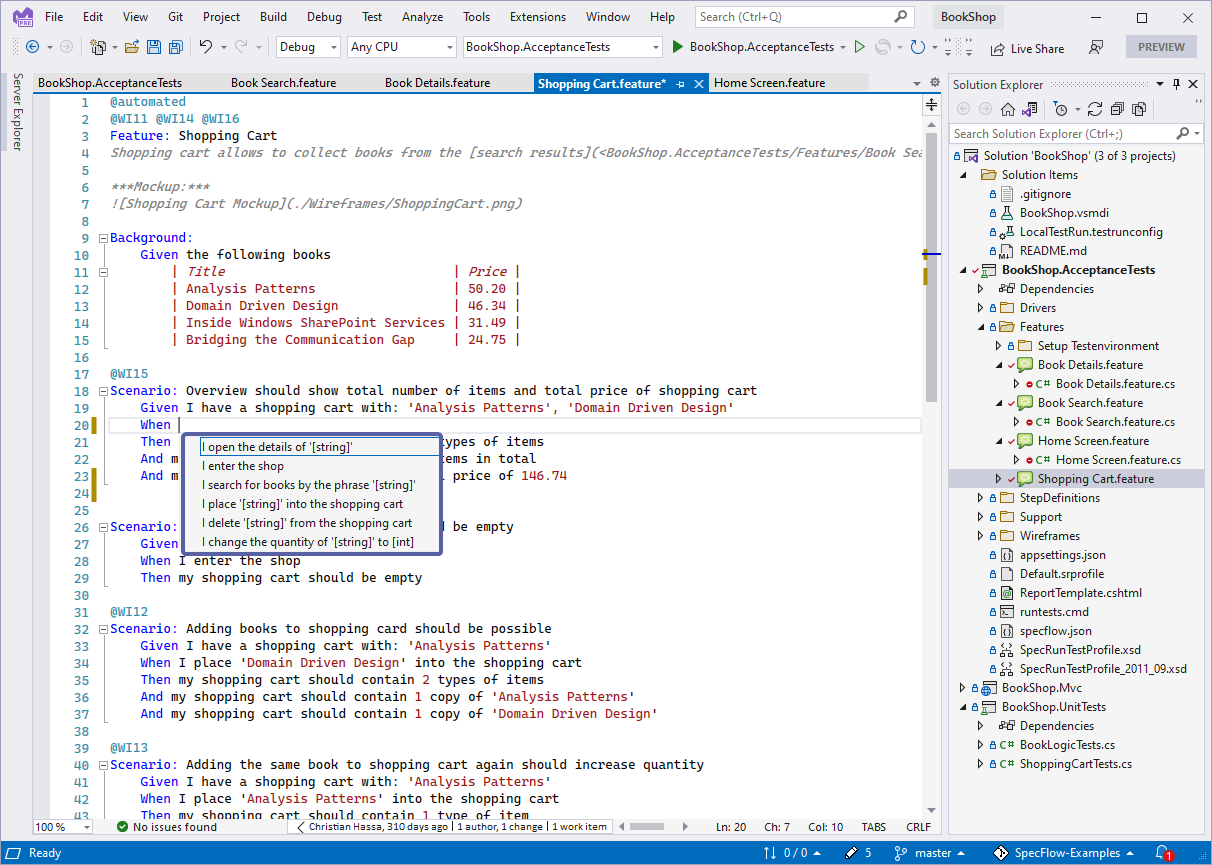 File Edit View Git Project Build Debug Test Analyze Tools Extensions Window Help Search (Ctrl+Q) BookShop
Debug Any CPU BookShop.AcceptanceTests BookShop.AcceptanceTests Live Share PREVIEW
Server Explorer
BookShop.AcceptanceTests Book Search.feature Book Details.feature Shopping Cart.feature* Home Screen.feature
1 @automated
2 @WI11 @WI14 @WI16
3 Feature: Shopping Cart
4 Shopping cart allows to collect books from the [search results](<BookShop.AcceptanceTests/Features/Book Sea
5
6 ***Mockup:***
7 ![Shopping Cart Mockup](./Wireframes/ShoppingCart.png)
8
9 Background:
10 Given the following books
11 | Title | Price |
12 | Analysis Patterns | 50.20 |
13 | Domain Driven Design | 46.34 |
14 | Inside Windows SharePoint Services | 31.49 |
15 | Bridging the Communication Gap | 24.75 |
16
17 @WI15
18 Scenario: Overview should show total number of items and total price of shopping cart
19 Given I have a shopping cart with: 'Analysis Patterns', 'Domain Driven Design'
20 When
21 Then types of items
22 And m ems in total
23 And m price of 146.74
24
25
26 Scenario: d be empty
27 Given
28 When I enter the shop
29 Then my shopping cart should be empty
30
31 @WI12
32 Scenario: Adding books to shopping card should be possible
33 Given I have a shopping cart with: 'Analysis Patterns'
34 When I place 'Domain Driven Design' into the shopping cart
35 Then my shopping cart should contain 2 types of items
36 And my shopping cart should contain 1 copy of 'Analysis Patterns'
37 And my shopping cart should contain 1 copy of 'Domain Driven Design'
38
39 @WI13
40 Scenario: Adding the same book to shopping cart again should increase quantity
41 Given I have a shopping cart with: 'Analysis Patterns'
42 When I place 'Analysis Patterns' into the shopping cart
43 Then my shopping cart should contain 1 type of item
I open the details of '[string]'
I enter the shop
I search for books by the phrase '[string]'
I place '[string]' into the shopping cart
I delete '[string]' from the shopping cart
I change the quantity of '[string]' to [int]
100 % No issues found Christian Hassa, 310 days ago | 1 author, 1 change | 1 work item Ln: 20 Ch: 7 Col: 10 TABS CRLF
Solution Explorer
Search Solution Explorer (Ctrl+;)
Solution 'BookShop' (3 of 3 projects)
Solution Items
.gitignore
BookShop.vsmdi
LocalTestRun.testrunconfig
README.md
BookShop.AcceptanceTests
Dependencies
Drivers
Features
Setup Testenvironment
Book Details.feature
C# Book Details.feature.cs
Book Search.feature
C# Book Search.feature.cs
Home Screen.feature
C# Home Screen.feature.cs
Shopping Cart.feature
StepDefinitions
Support
Wireframes
appsettings.json
Default.srprofile
ReportTemplate.cshtml
runtests.cmd
specflow.json
SpecRunTestProfile.xsd
SpecRunTestProfile_2011_09.xsd
BookShop.Mvc
BookShop.UnitTests
Dependencies
C# BookLogicTests.cs
C# ShoppingCartTests.cs
Ready 0 / 0 5 master SpecFlow-Examples 1